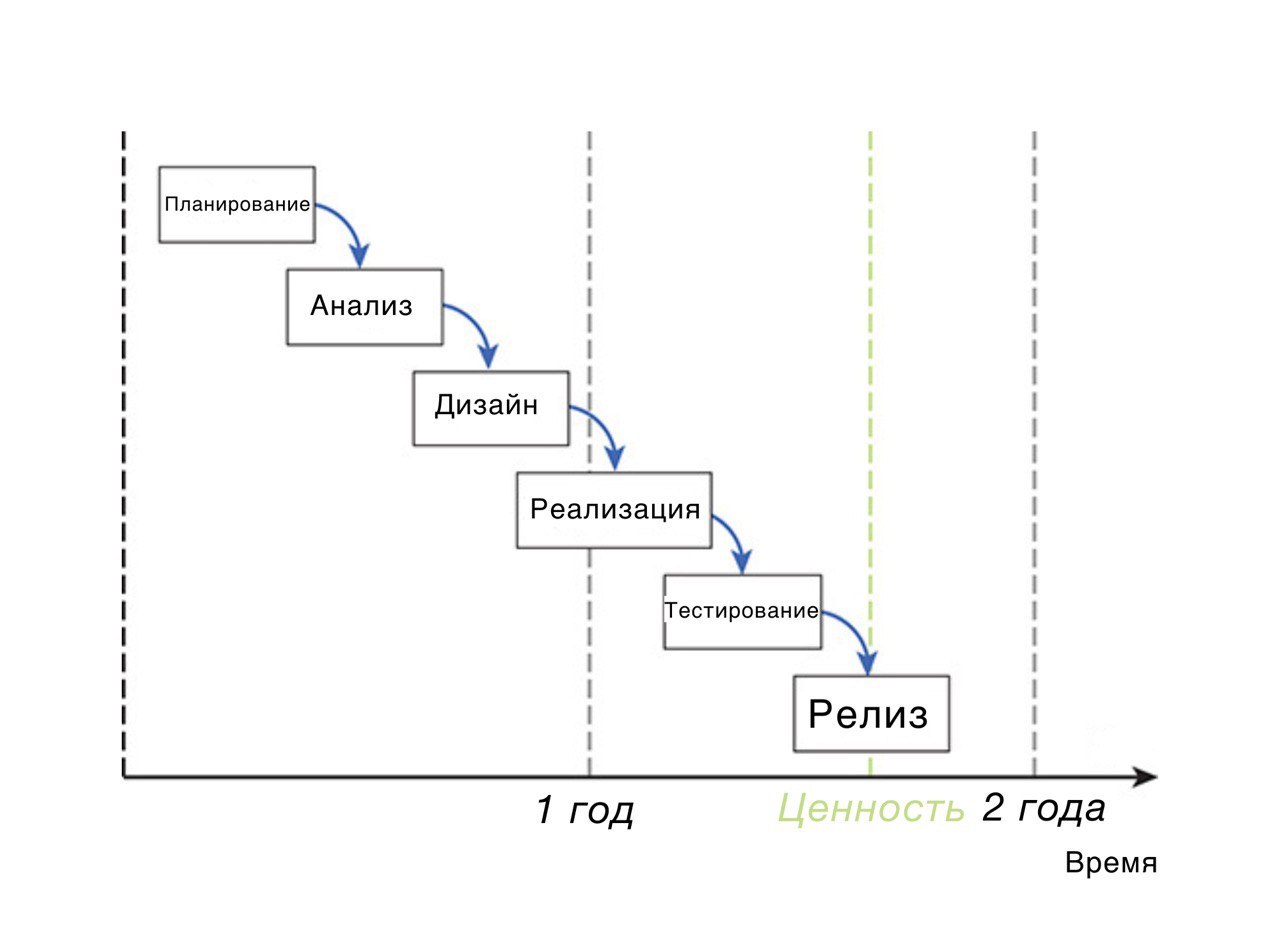 Планирование
Анализ
Дизайн
Реализация
Тестирование
Релиз
1 год
Ценность
2 года
Время